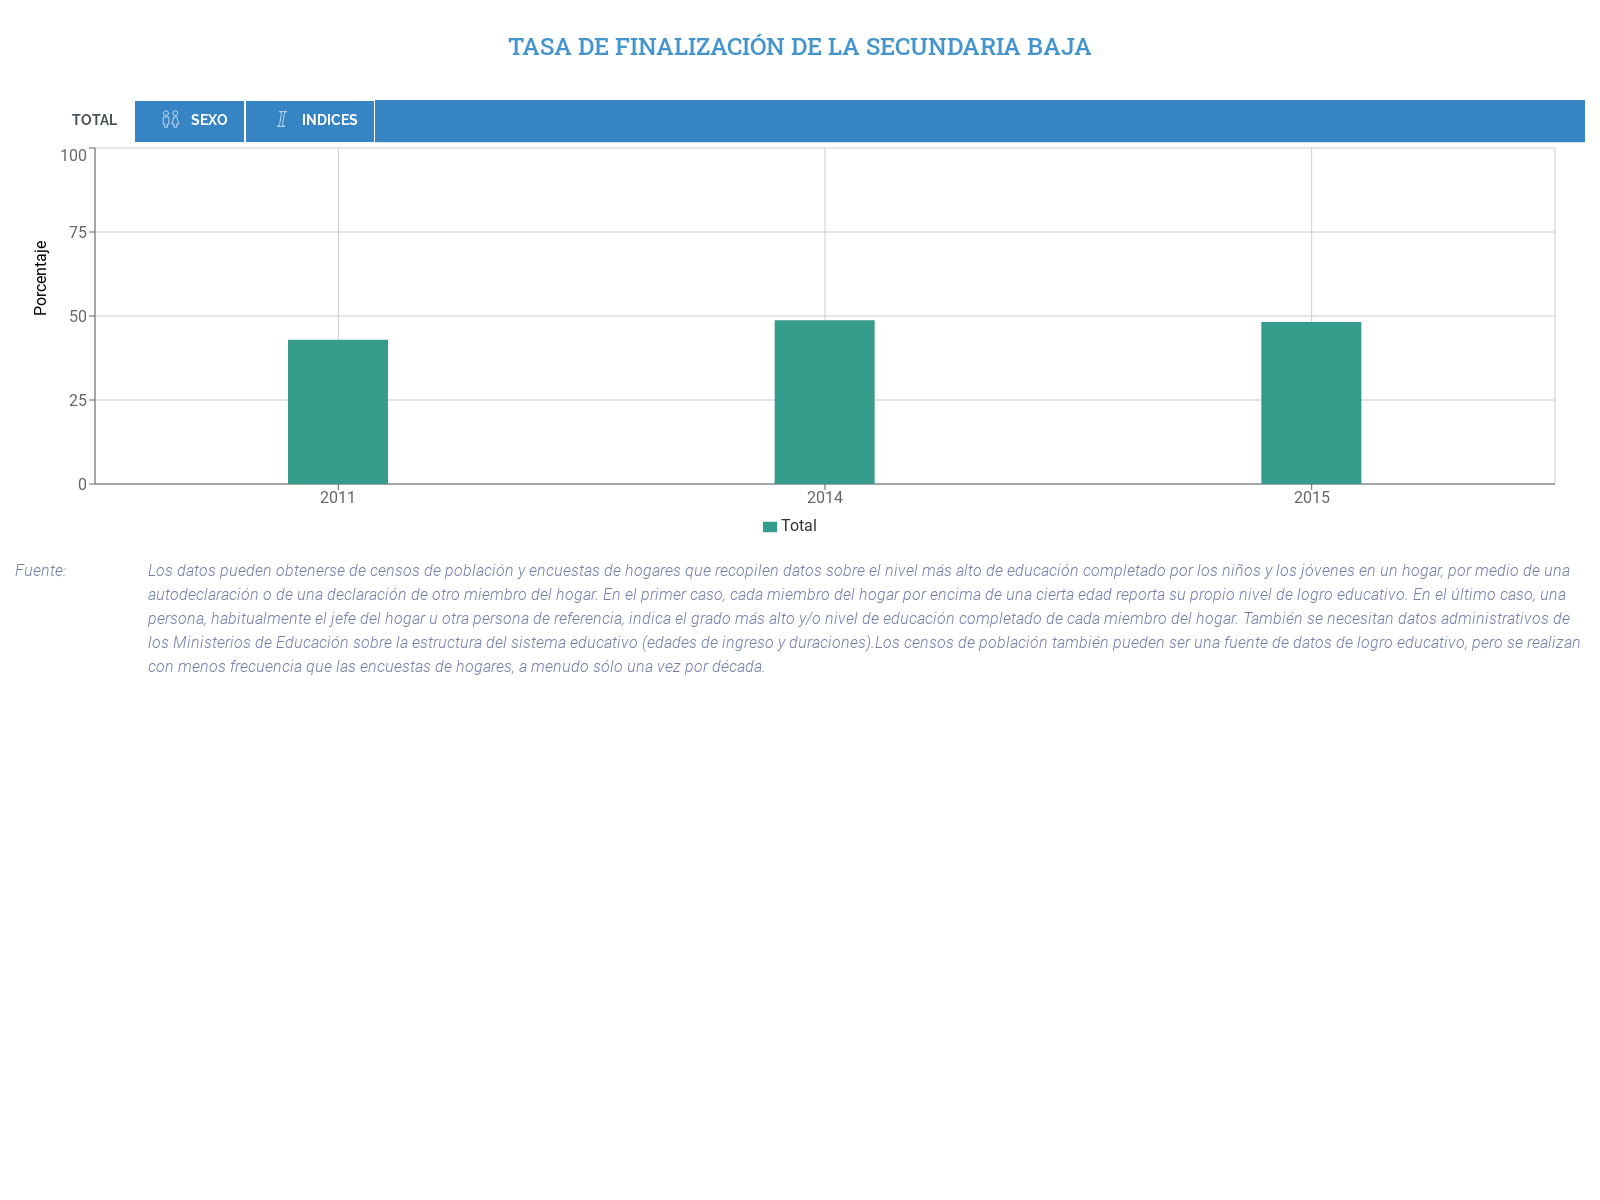 TASA DE FINALIZACIÓN DE LA SECUNDARIA BAJA
TOTAL SEXO INDICES
100
75
Porcentaje
50
25
0
2011 2014 2015
Total
Fuente: Los datos pueden obtenerse de censos de población y encuestas de hogares que recopilen datos sobre el nivel más alto de educación completado por los niños y los jóvenes en un hogar, por medio de una
autodeclaración o de una declaración de otro miembro del hogar. En el primer caso, cada miembro del hogar por encima de una cierta edad reporta su propio nivel de logro educativo. En el último caso, una
persona, habitualmente el jefe del hogar u otra persona de referencia, indica el grado más alto y/o nivel de educación completado de cada miembro del hogar. También se necesitan datos administrativos de
los Ministerios de Educación sobre la estructura del sistema educativo (edades de ingreso y duraciones).Los censos de población también pueden ser una fuente de datos de logro educativo, pero se realizan
con menos frecuencia que las encuestas de hogares, a menudo sólo una vez por década.